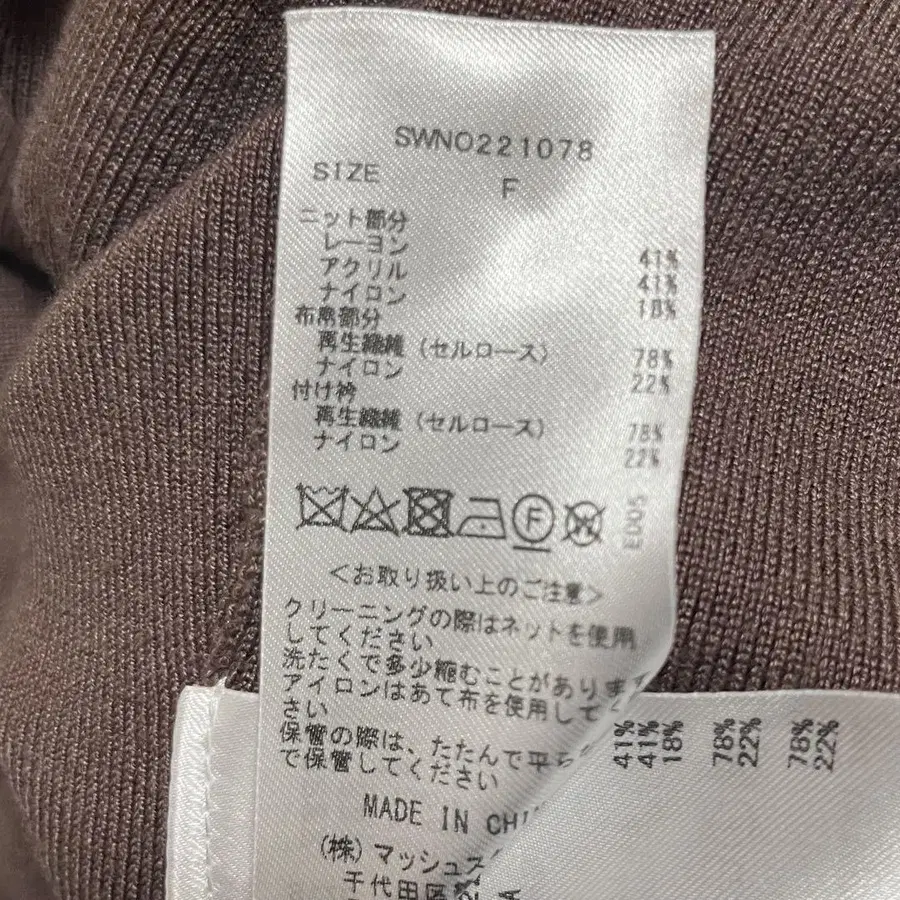 SWNO221078
SIZE F
ニット部分
レーヨン 41%
アクリル 41%
ナイロン 18%
布帛部分
再生繊維(セルロース) 78%
ナイロン 22%
付け衿
再生繊維(セルロース) 78%
ナイロン 22%
F
W
ED05
<お取り扱い上のご注意>
クリーニングの際はネットを使用
してください
洗たくで多少縮むことがあります
アイロンはあて布を使用して
さい
保管の際は、たたんで平ら
で保管してください
MADE IN CHI
(株)マッシュス
千代田区
41%
41%
18%
78%
22%
78%
22%